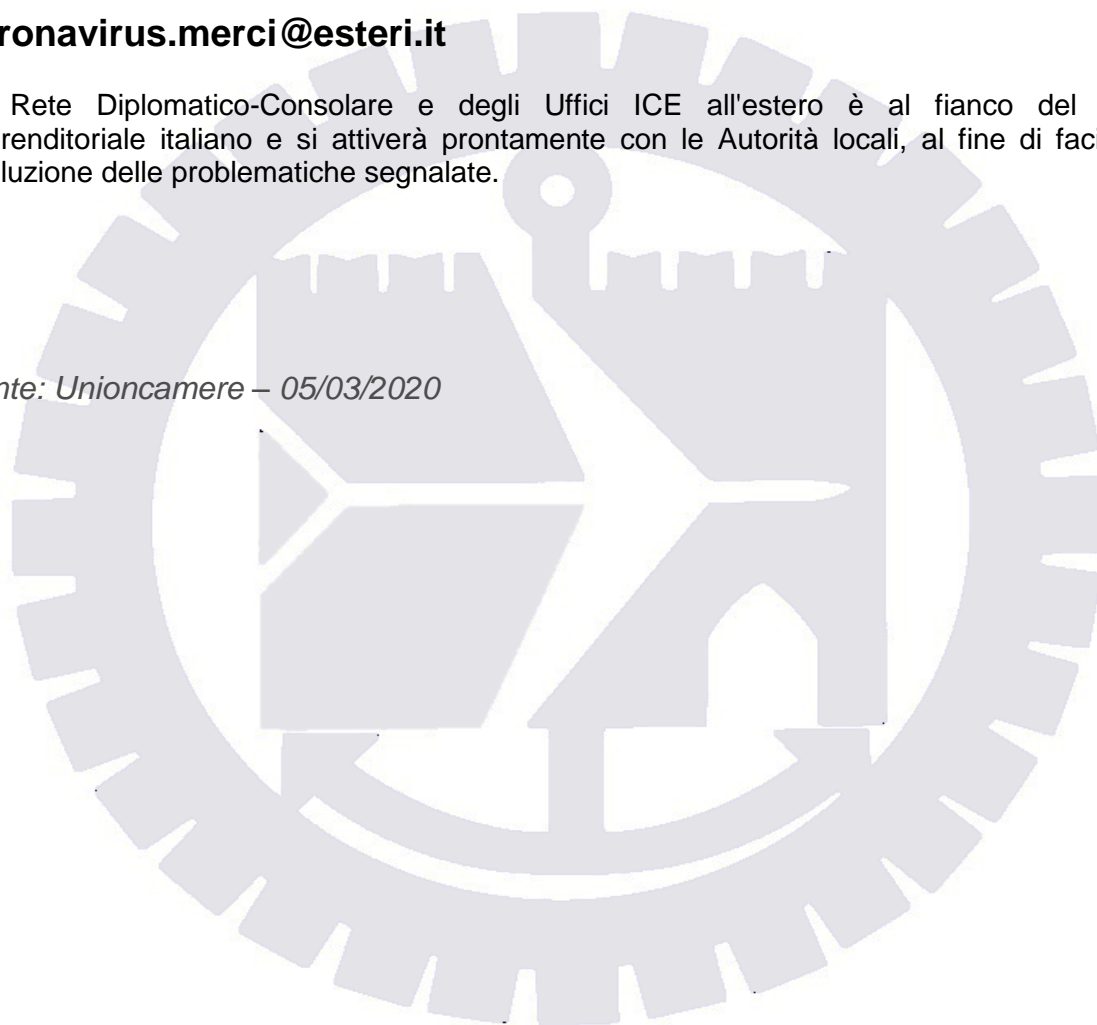 ronavirus.merci@esteri.it
Rete Diplomatico-Consolare e degli Uffici ICE all'estero è al fianco del
renditoriale italiano e si attiverà prontamente con le Autorità locali, al fine di faci
luzione delle problematiche segnalate.
nte: Unioncamere – 05/03/2020